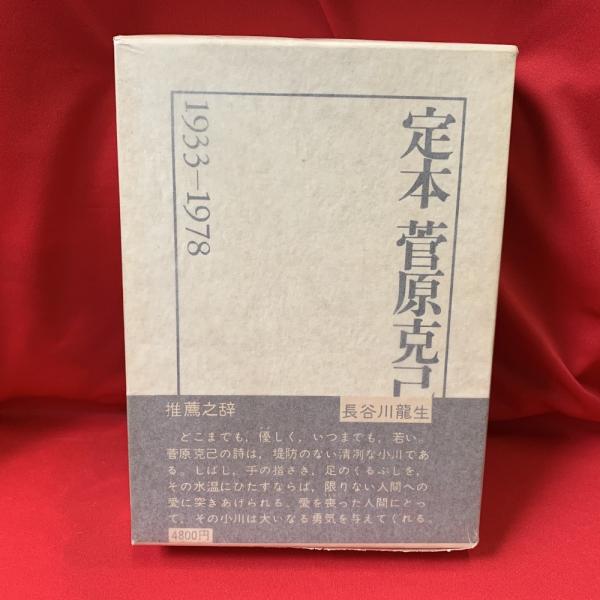 定本 菅原克己
1933–1978
推薦之辞
長谷川龍生
どこまでも，優しく，いつまでも，若い。
菅原克己の詩は，堤防のない清冽な小川であ
る。しばし，手の指さき，足のくるぶしを，
その水温にひたすならば，限りない人間への
愛に突きあげられる。愛を喪った人間にとっ
て，その小川は大いなる勇気を与えてくれる。
4800円